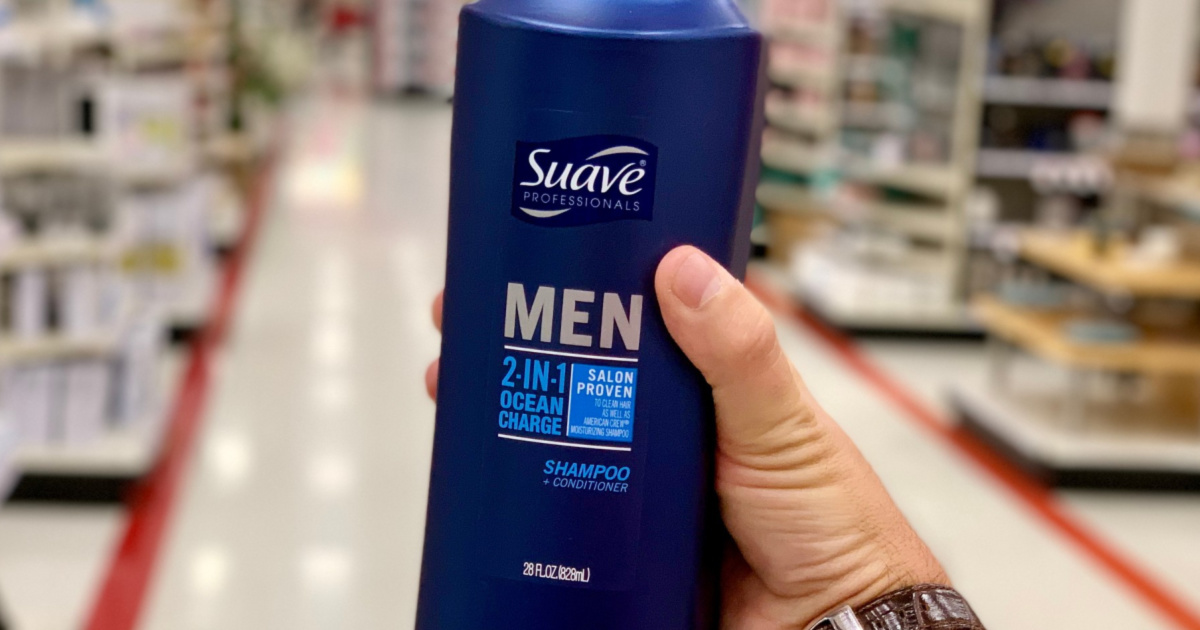 Suave®
PROFESSIONALS
MEN
2-IN-1
OCEAN
CHARGE
SALON
PROVEN
TO CLEAN HAIR
AS WELL AS
AMERICAN CREW®
MOISTURIZING SHAMPOO
SHAMPOO
+ CONDITIONER
28 FL.OZ.(828mL)